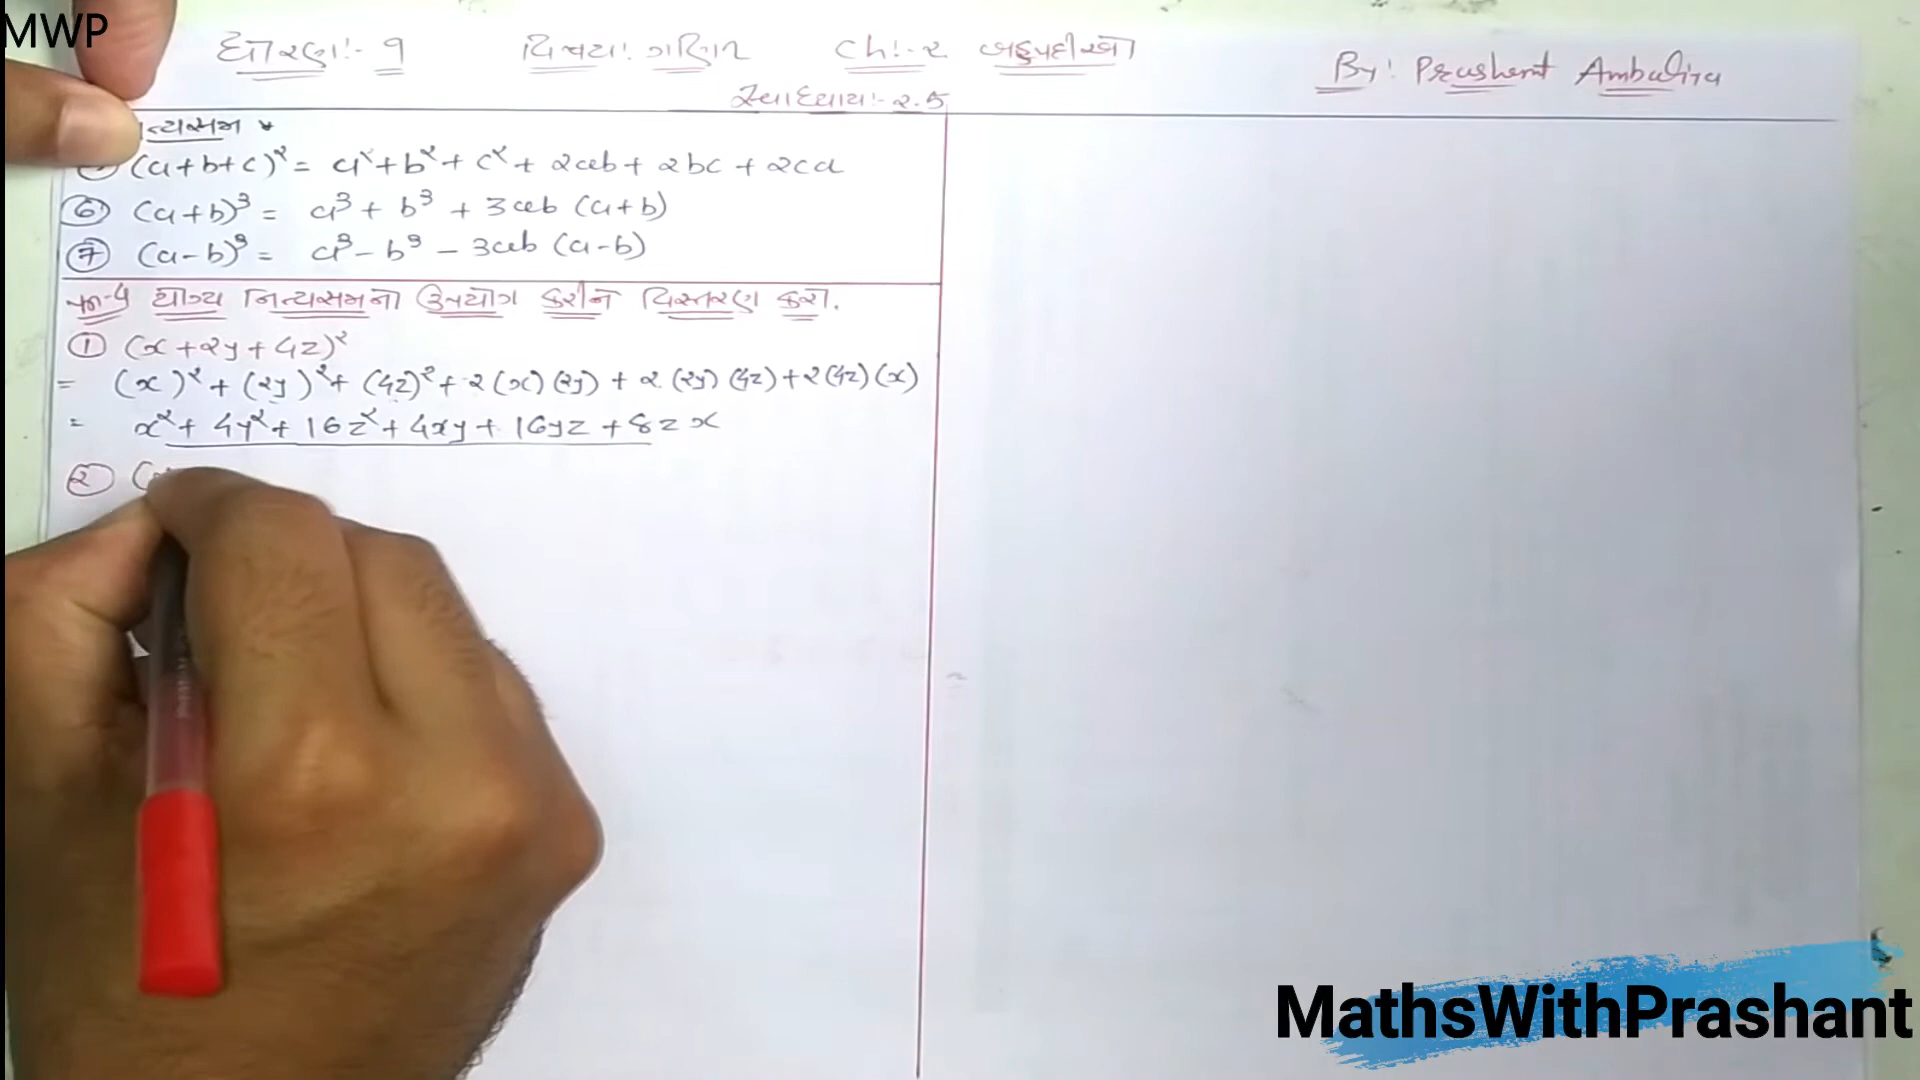 MWP
ધોરણ:- 9 વિષય: ગણિત Ch:-૨ બહુપદીઓ
By: Prashant Ambaliya
સ્વાધ્યાય:- ૨.5
નિત્યસમ
(a+b+c)² = a²+b²+c²+2ab+2bc+2ca
⑥ (a+b)³ = a³+b³+3ab(a+b)
⑦ (a-b)³ = a³-b³-3ab(a-b)
પ્ર-4 યોગ્ય નિત્યસમનો ઉપયોગ કરીને વિસ્તરણ કરો.
① (x+2y+4z)²
= (x)²+(2y)²+(4z)²+2(x)(2y)+2(2y)(4z)+2(4z)(x)
= x²+4y²+16z²+4xy+16yz+8zx
② (
MathsWithPrashant